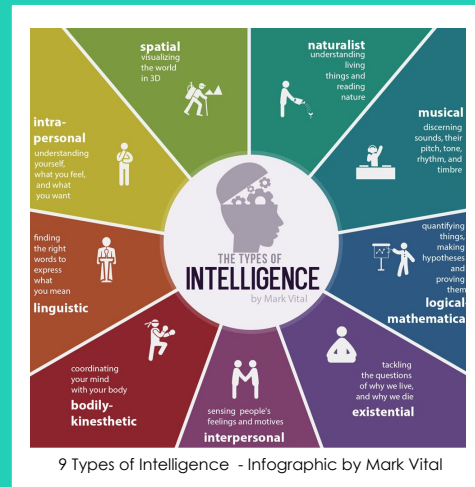 spatial
visualizing
the world
in 3D
naturalist
understanding
living
things and
reading
nature
musical
discerning
sounds, their
pitch, tone,
rhythm, and
timbre
quantifying
things,
making
hypotheses
and
proving
them
logical-
mathematica
tackling
the questions
of why we live,
and why we die
existential
sensing people's
feelings and motives
interpersonal
coordinating
your mind
with your body
bodily-
kinesthetic
finding
the right
words to
express
what
you mean
linguistic
intra-
personal
understanding
yourself,
what you feel,
and what
you want
THE TYPES OF
INTELLIGENCE
by Mark Vital
9 Types of Intelligence - Infographic by Mark Vital